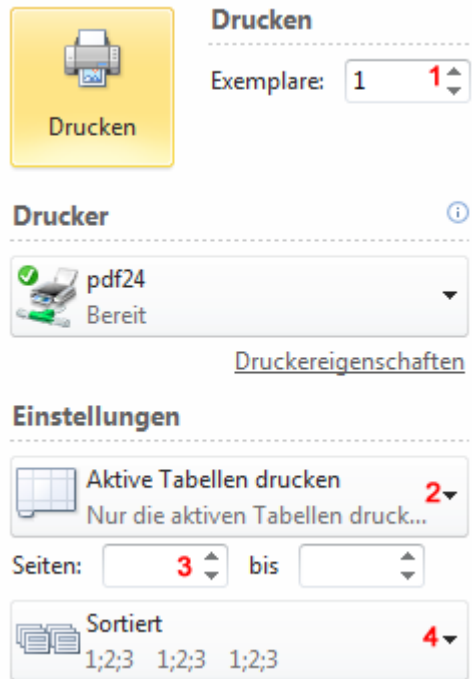 Drucken
Exemplare: 1 1
Drucken
Drucker
pdf24
Bereit
Druckereigenschaften
Einstellungen
Aktive Tabellen drucken
Nur die aktiven Tabellen druck...
2
Seiten: 3 bis
Sortiert
1;2;3 1;2;3 1;2;3
4